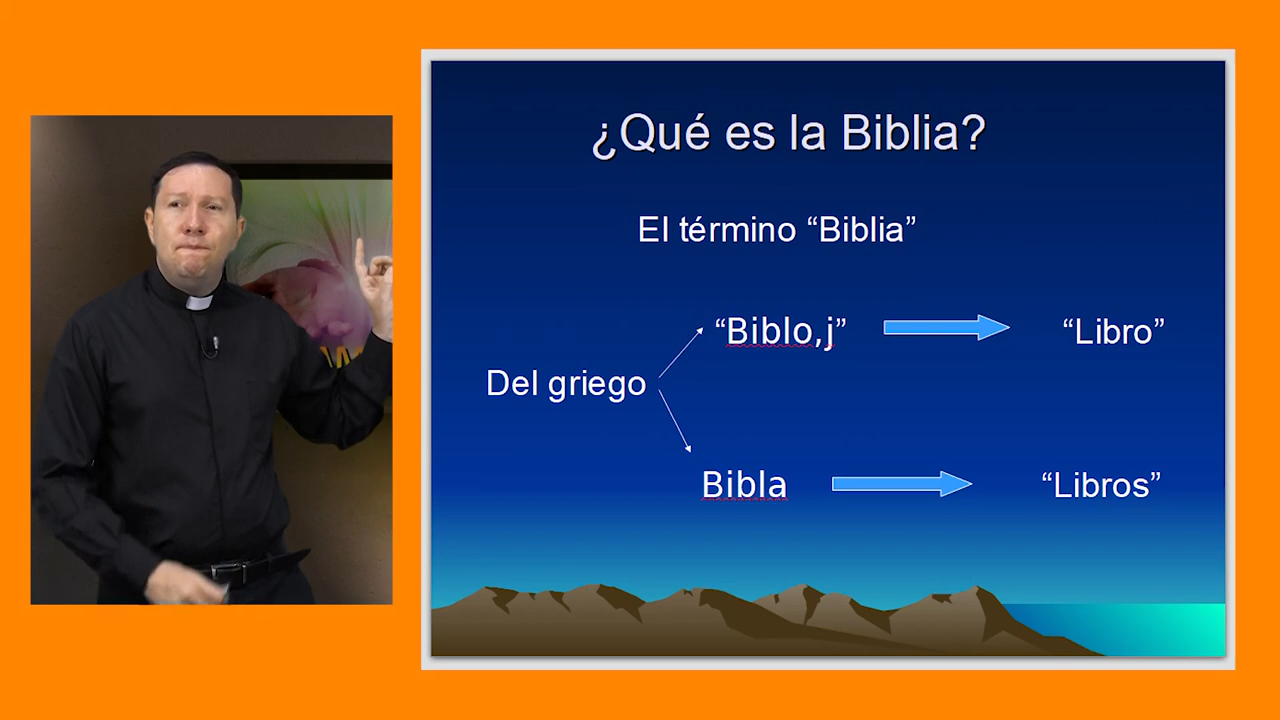 ¿Qué es la Biblia?
El término “Biblia”
“Biblo,j” “Libro”
Del griego
Bibla “Libros”